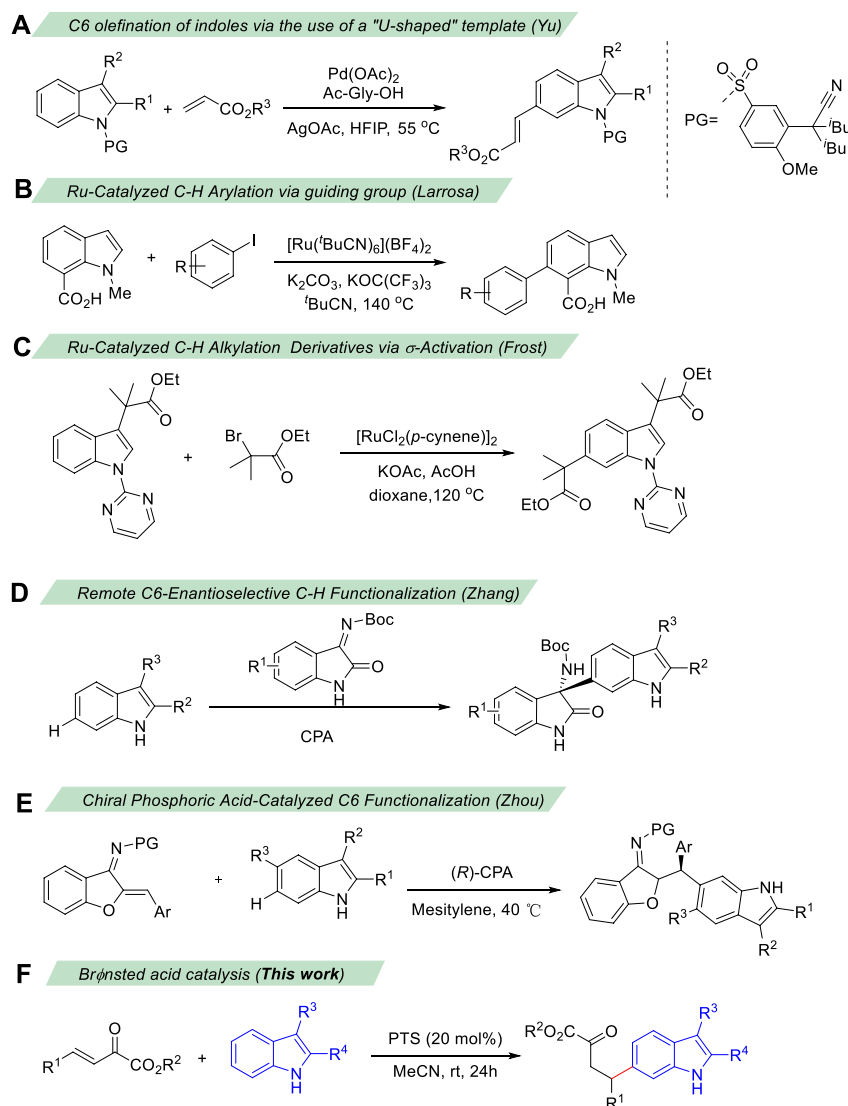 A C6 olefination of indoles via the use of a "U-shaped" template (Yu)
R2
R1
N
PG
+
CO2R3
Pd(OAc)2
Ac-Gly-OH
AgOAc, HFIP, 55 oC
R2
R1
N
PG
R3O2C
PG=
O
O
S
CN
iBu
iBu
OMe
B Ru-Catalyzed C-H Arylation via guiding group (Larrosa)
N
Me
CO2H
+
I
R
[Ru(tBuCN)6](BF4)2
K2CO3, KOC(CF3)3
tBuCN, 140 oC
R
CO2H
N
Me
C Ru-Catalyzed C-H Alkylation Derivatives via σ-Activation (Frost)
OEt
O
N
N
N
+
Br
OEt
O
[RuCl2(p-cynene)]2
KOAc, AcOH
dioxane,120 oC
OEt
O
EtO
O
N
N
N
D Remote C6-Enantioselective C-H Functionalization (Zhang)
R3
R2
H
N
H
N
Boc
R1
O
N
H
CPA
Boc
NH
R3
R2
N
H
R1
O
N
H
E Chiral Phosphoric Acid-Catalyzed C6 Functionalization (Zhou)
N
PG
O
Ar
+
R3
R2
R1
H
N
H
(R)-CPA
Mesitylene, 40 ℃
PG
N
Ar
O
R3
NH
R1
R2
F Brϕnsted acid catalysis (This work)
O
R1
CO2R2
+
R3
R4
N
H
PTS (20 mol%)
MeCN, rt, 24h
R2O2C
O
R1
R3
R4
N
H